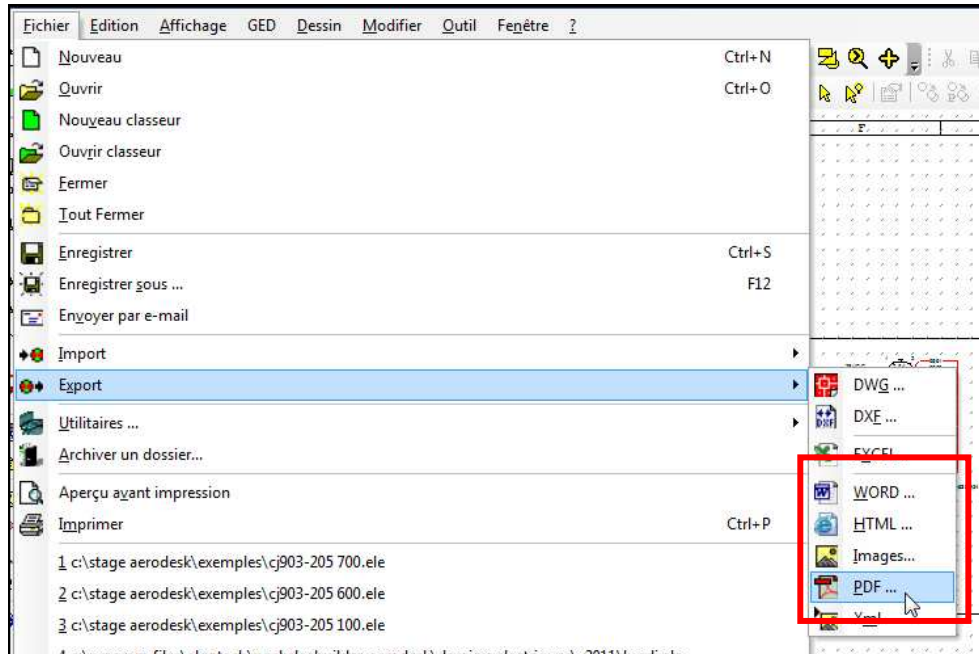 Fichier Edition Affichage GED Dessin Modifier Outil Fenêtre ?
Nouveau Ctrl+N
Ouvrir Ctrl+O
Nouveau classeur
Ouvrir classeur
Fermer
Tout Fermer
Enregistrer Ctrl+S
Enregistrer sous ... F12
Envoyer par e-mail
Import
Export
Utilitaires ...
Archiver un dossier...
Aperçu avant impression
Imprimer Ctrl+P
1 c:\stage aerodesk\exemples\cj903-205 700.ele
2 c:\stage aerodesk\exemples\cj903-205 600.ele
3 c:\stage aerodesk\exemples\cj903-205 100.ele
F
DWG ...
DXF ...
EXCEL
WORD ...
HTML ...
Images...
PDF ...
Xml